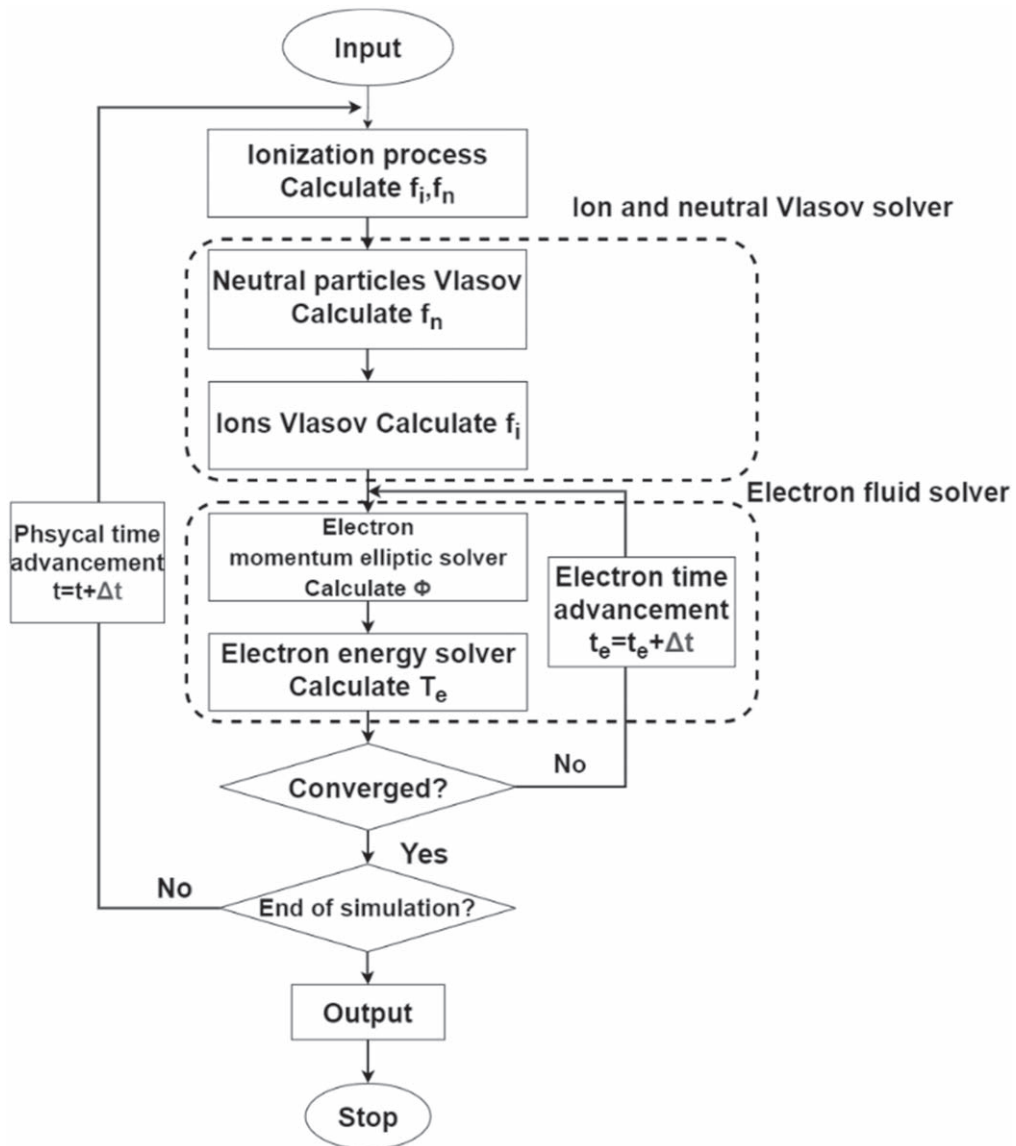 Input
Ionization process
Calculate fᵢ,fₙ
Ion and neutral Vlasov solver
Neutral particles Vlasov
Calculate fₙ
Ions Vlasov Calculate fᵢ
Electron fluid solver
Phsycal time
advancement
t=t+Δt
Electron
momentum elliptic solver
Calculate Φ
Electron time
advancement
tₑ=tₑ+Δt
Electron energy solver
Calculate Tₑ
Converged?
No
Yes
No
End of simulation?
Output
Stop